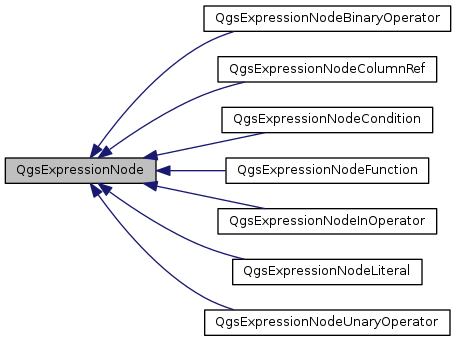 QgsExpressionNodeBinaryOperator
QgsExpressionNodeColumnRef
QgsExpressionNodeCondition
QgsExpressionNode
QgsExpressionNodeFunction
QgsExpressionNodeInOperator
QgsExpressionNodeLiteral
QgsExpressionNodeUnaryOperator